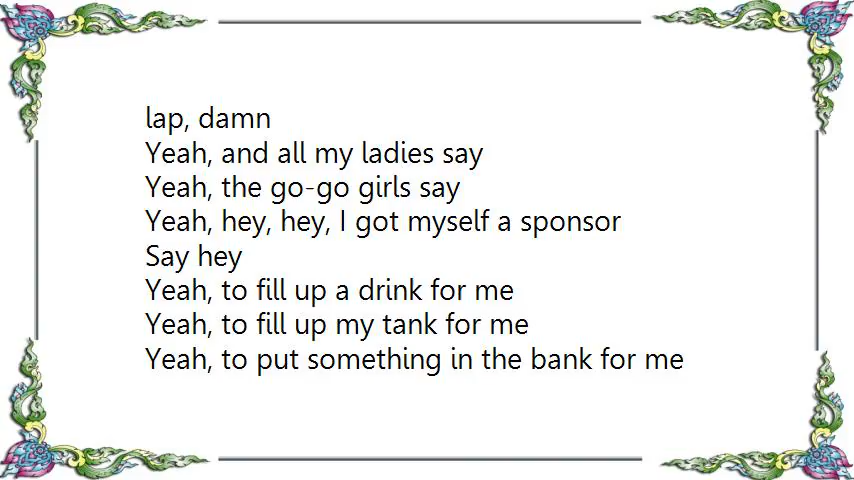 lap, damn
Yeah, and all my ladies say
Yeah, the go-go girls say
Yeah, hey, hey, I got myself a sponsor
Say hey
Yeah, to fill up a drink for me
Yeah, to fill up my tank for me
Yeah, to put something in the bank for me